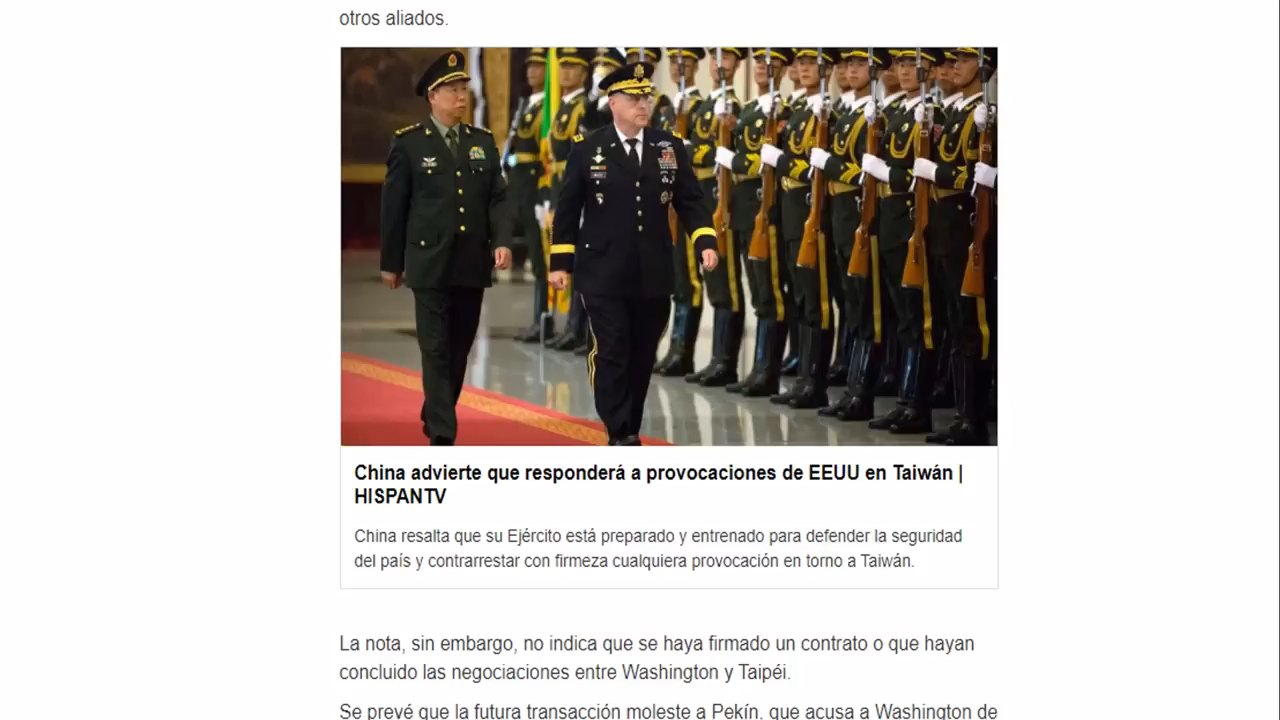 otros aliados.
China advierte que responderá a provocaciones de EEUU en Taiwán |
HISPANTV
China resalta que su Ejército está preparado y entrenado para defender la seguridad
del país y contrarrestar con firmeza cualquiera provocación en torno a Taiwán.
La nota, sin embargo, no indica que se haya firmado un contrato o que hayan
concluido las negociaciones entre Washington y Taipéi.
Se prevé que la futura transacción moleste a Pekín, que acusa a Washington de